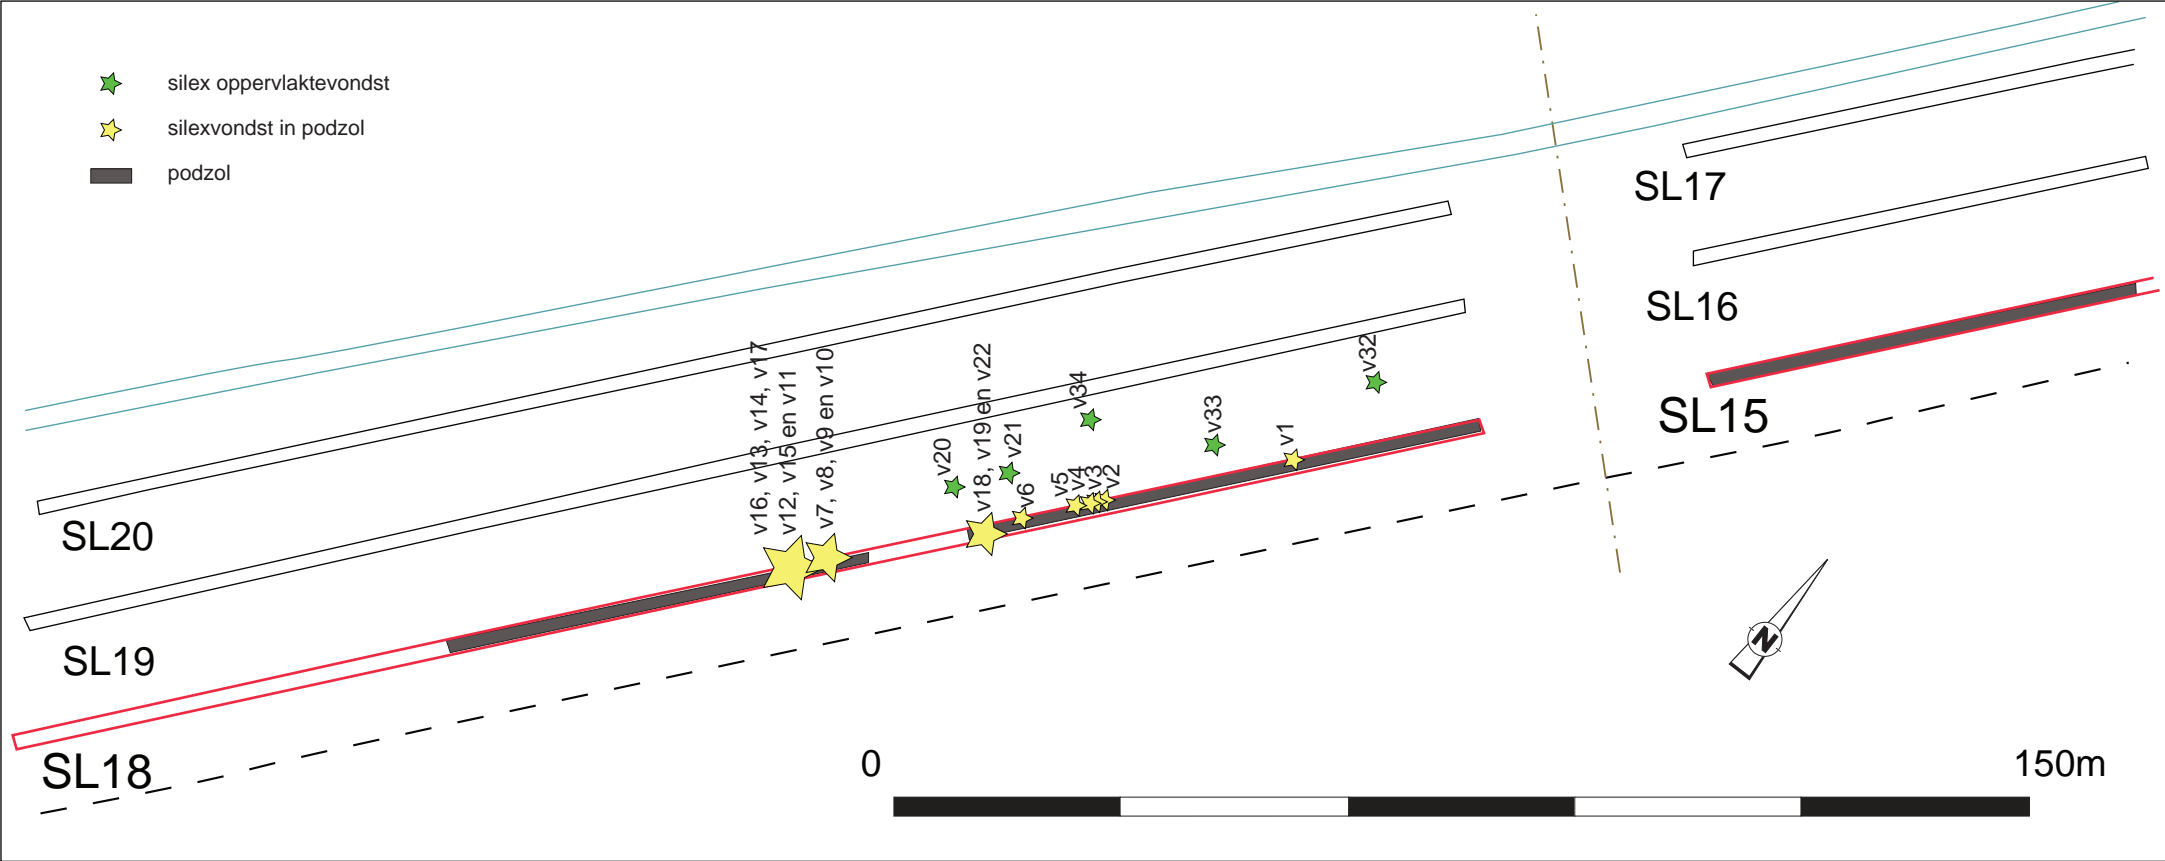 silex oppervlaktevondst
silexvondst in podzol
podzol
SL17
SL16
SL15
SL20
SL19
SL18
v16, v13, v14, v17
v12, v15 en v11
v7, v8, v9 en v10
v20
v18, v19 en v22
v21
v6
v5
v4
v3
v2
v34
v33
v1
v32
N
0
150m